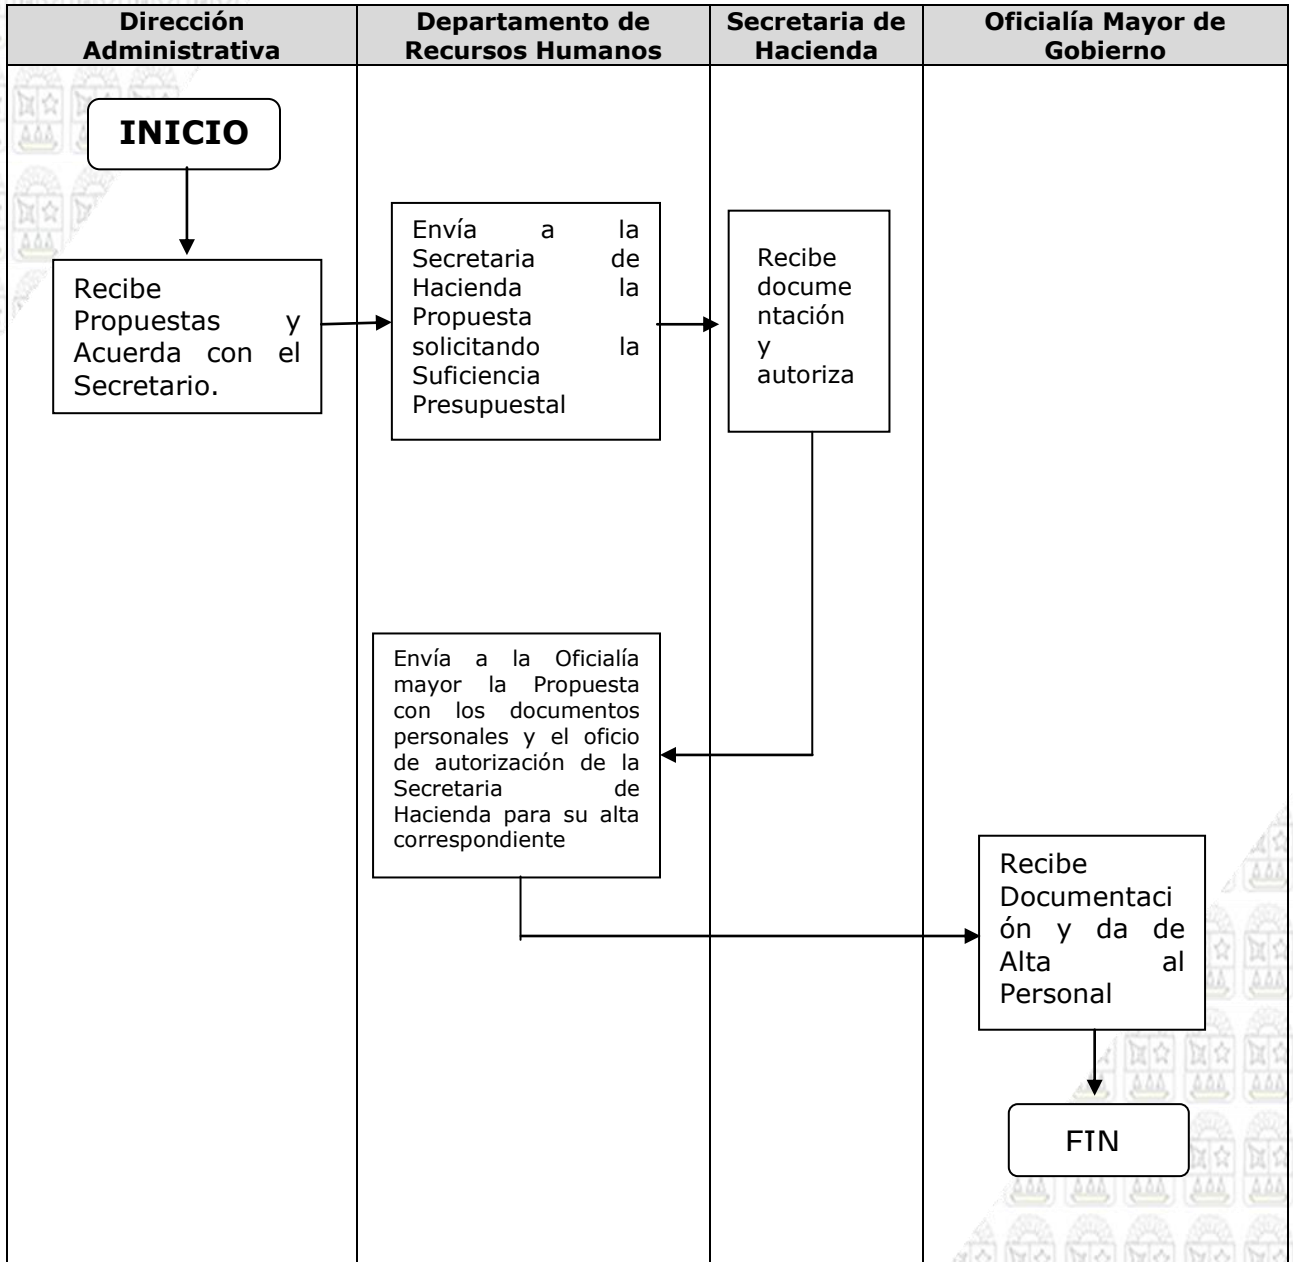 Dirección
Administrativa
Departamento de
Recursos Humanos
Secretaria de
Hacienda
Oficialía Mayor de
Gobierno
INICIO
Recibe
Propuestas y
Acuerda con el
Secretario.
Envía a la
Secretaria de
Hacienda la
Propuesta
solicitando la
Suficiencia
Presupuestal
Recibe
docume
ntación
y
autoriza
Envía a la Oficialía
mayor la Propuesta
con los documentos
personales y el oficio
de autorización de la
Secretaria de
Hacienda para su alta
correspondiente
Recibe
Documentaci
ón y da de
Alta al
Personal
FIN